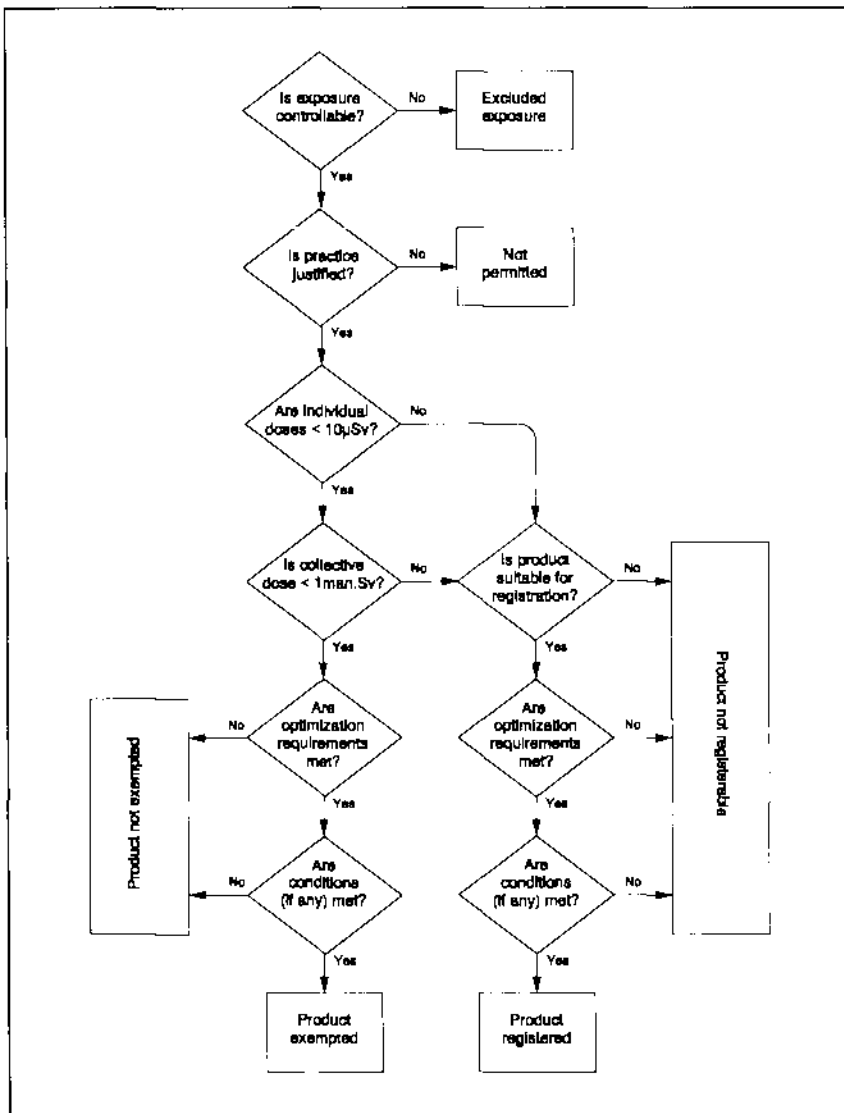 Is exposure
controllable?
No
Excluded
exposure
Yes
Is practice
justified?
No
Not
permitted
Yes
Are individual
doses < 10µSv?
No
Yes
Is collective
dose < 1man.Sv?
No
Is product
suitable for
registration?
No
Yes
Yes
Are
optimization
requirements
met?
No
Are
optimization
requirements
met?
No
Product not exempted
Product not registerable
Yes
Yes
Are
conditions
(if any) met?
No
Are
conditions
(if any) met?
No
Yes
Yes
Product
exempted
Product
registered